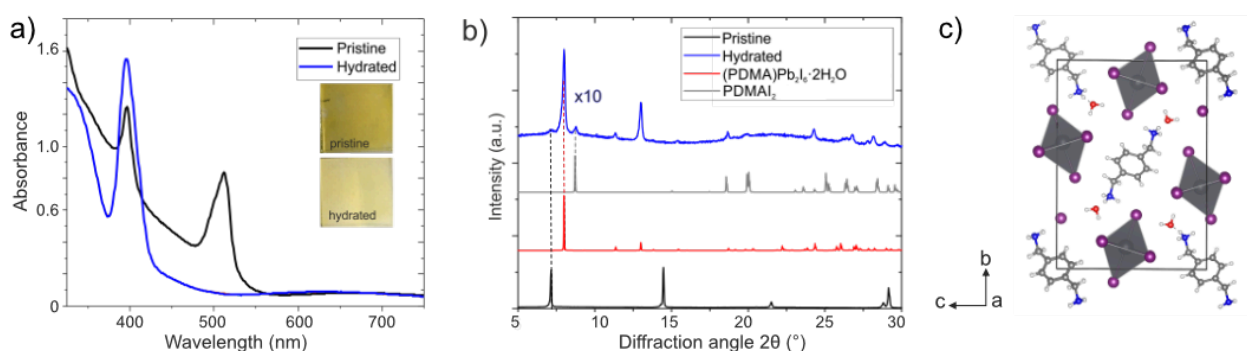 a)
1.6
1.0
0.6
0
Absorbance
Pristine
Hydrated
pristine
hydrated
400
500
600
700
Wavelength (nm)
b)
Intensity (a.u.)
Pristine
Hydrated
(PDMA)Pb₂I₆·2H₂O
PDMAI₂
x10
5
10
15
20
25
30
Diffraction angle 2θ (°)
c)
b
c
a